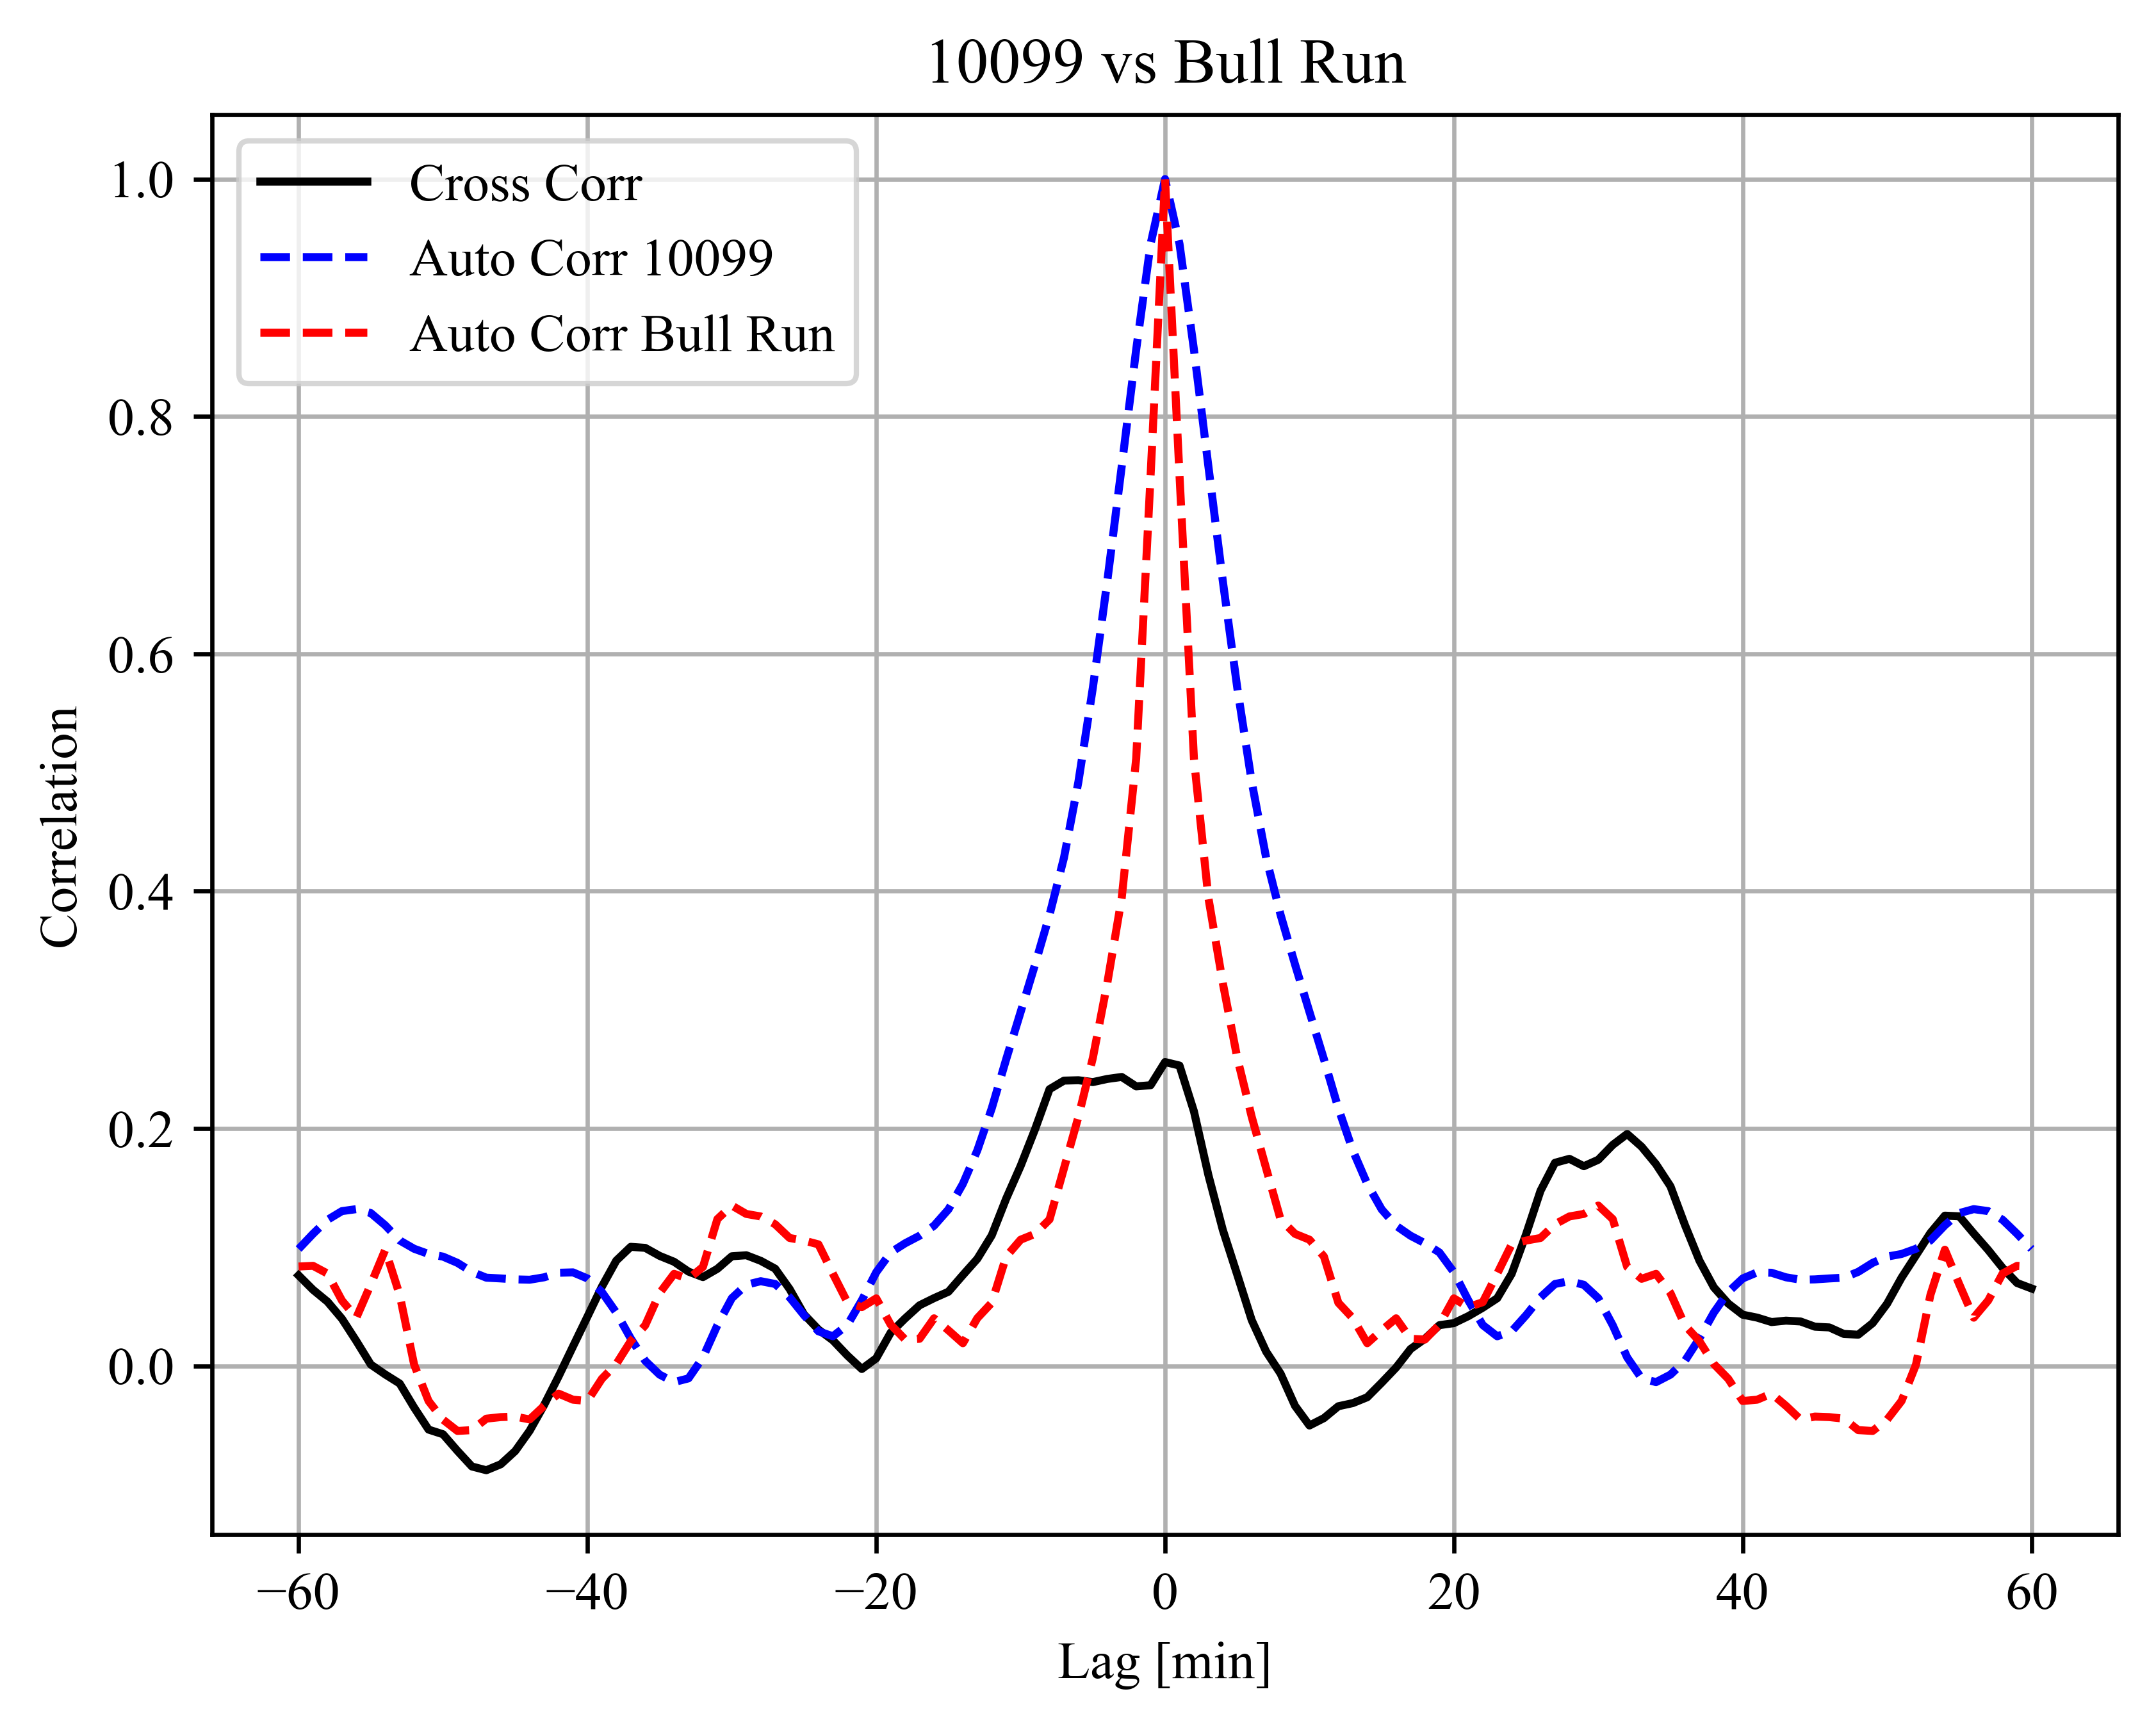 10099 vs Bull Run
Cross Corr
Auto Corr 10099
Auto Corr Bull Run
1.0
0.8
0.6
0.4
0.2
0.0
Correlation
−60 −40 −20 0 20 40 60
Lag [min]